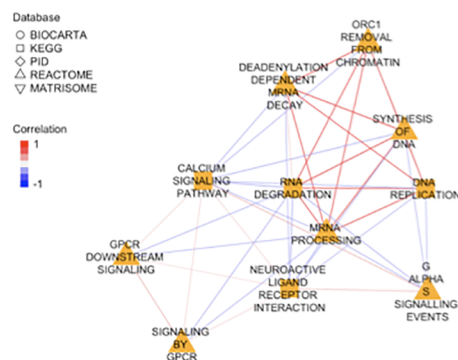 Database
BIOCARTA
KEGG
PID
REACTOME
MATRISOME
Correlation
1
-1
ORC1
REMOVAL
FROM
CHROMATIN
DEADENYLATION
DEPENDENT
MRNA
DECAY
SYNTHESIS
OF
DNA
CALCIUM
SIGNALING
PATHWAY
RNA
DEGRADATION
DNA
REPLICATION
MRNA
PROCESSING
GPCR
DOWNSTREAM
SIGNALING
NEUROACTIVE
LIGAND
RECEPTOR
INTERACTION
G
ALPHA
S
SIGNALLING
EVENTS
SIGNALING
BY
GPCR